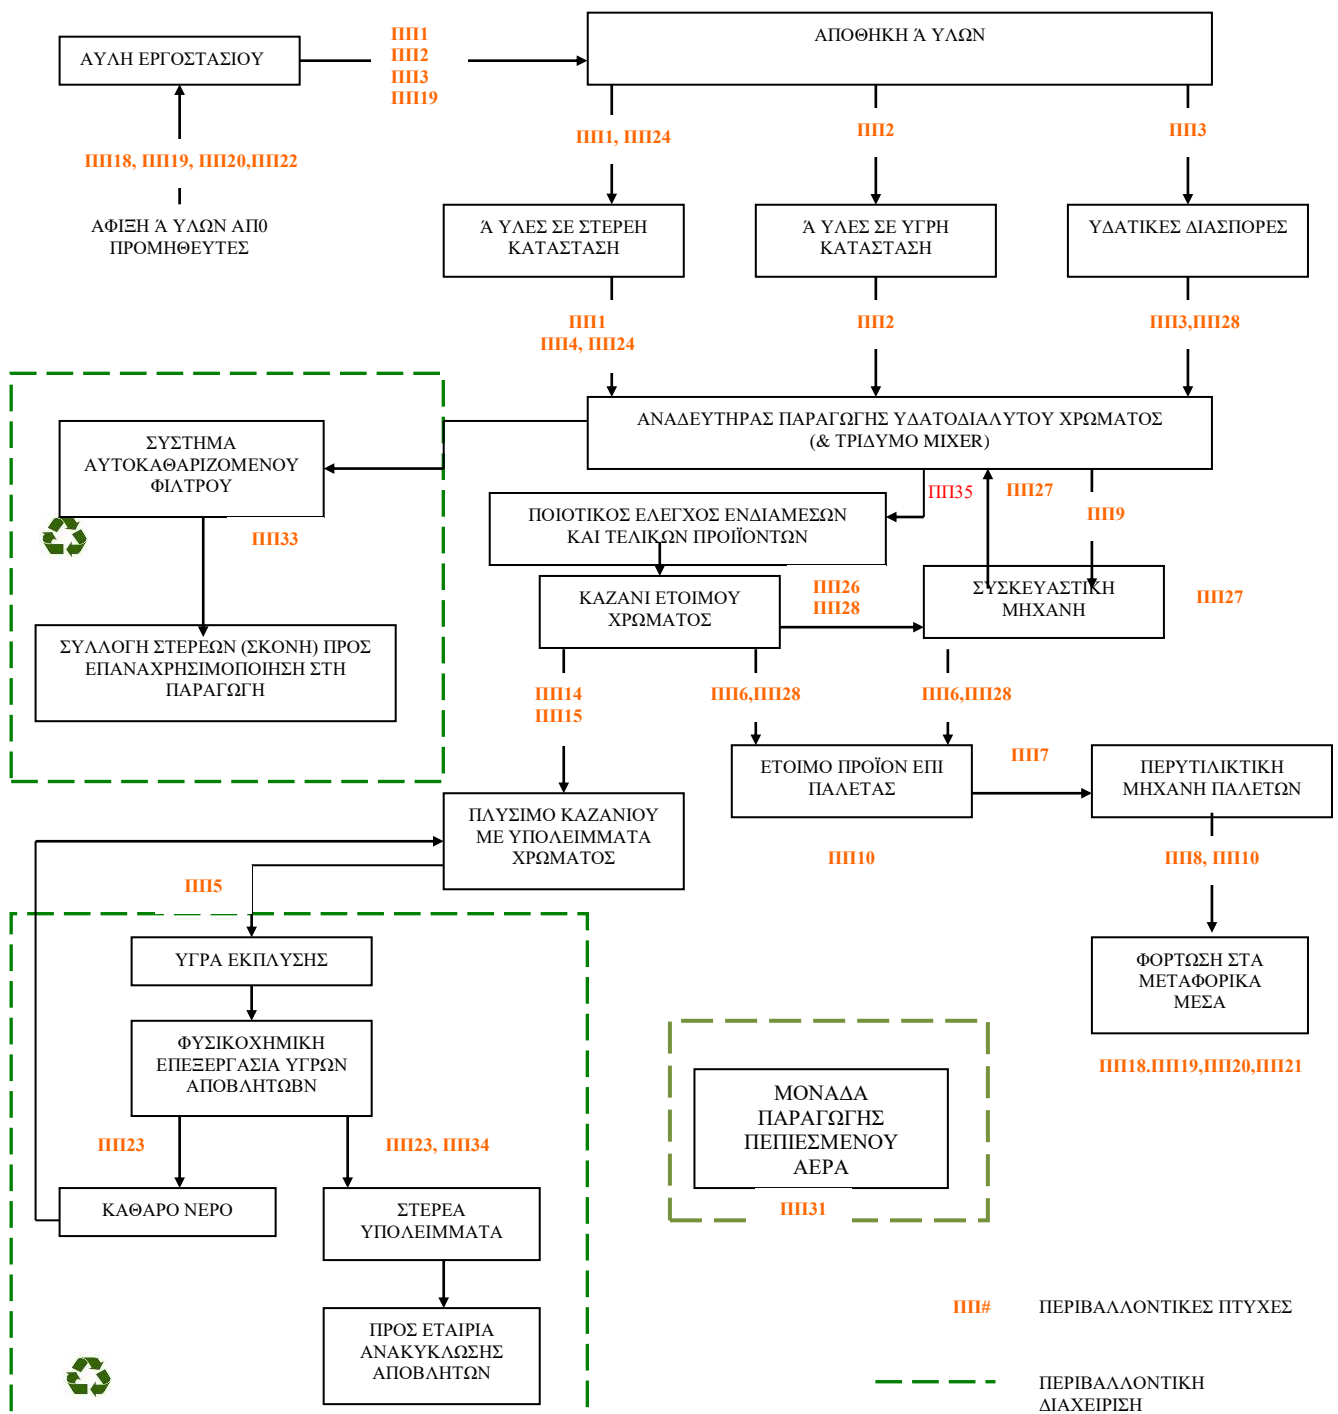 ΠΠ1
ΠΠ2
ΠΠ3
ΠΠ19
ΑΥΛΗ ΕΡΓΟΣΤΑΣΙΟΥ
ΑΠΟΘΗΚΗ Ά ΥΛΩΝ
ΠΠ18, ΠΠ19, ΠΠ20,ΠΠ22
ΠΠ1, ΠΠ24
ΠΠ2
ΠΠ3
ΑΦΙΞΗ Ά ΥΛΩΝ ΑΠ0
ΠΡΟΜΗΘΕΥΤΕΣ
Ά ΥΛΕΣ ΣΕ ΣΤΕΡΕΗ
ΚΑΤΑΣΤΑΣΗ
Ά ΥΛΕΣ ΣΕ ΥΓΡΗ
ΚΑΤΑΣΤΑΣΗ
ΥΔΑΤΙΚΕΣ ΔΙΑΣΠΟΡΕΣ
ΠΠ1
ΠΠ4, ΠΠ24
ΠΠ2
ΠΠ3,ΠΠ28
ΑΝΑΔΕΥΤΗΡΑΣ ΠΑΡΑΓΩΓΗΣ ΥΔΑΤΟΔΙΑΛΥΤΟΥ ΧΡΩΜΑΤΟΣ
(& ΤΡΙΔΥΜΟ MIXER)
ΣΥΣΤΗΜΑ
ΑΥΤΟΚΑΘΑΡΙΖΟΜΕΝΟΥ
ΦΙΛΤΡΟΥ
ΠΠ33
ΣΥΛΛΟΓΗ ΣΤΕΡΕΩΝ (ΣΚΟΝΗ) ΠΡΟΣ
ΕΠΑΝΑΧΡΗΣΙΜΟΠΟΙΗΣΗ ΣΤΗ
ΠΑΡΑΓΩΓΗ
ΠΠ35
ΠΠ27
ΠΠ9
ΠΟΙΟΤΙΚΟΣ ΕΛΕΓΧΟΣ ΕΝΔΙΑΜΕΣΩΝ
ΚΑΙ ΤΕΛΙΚΩΝ ΠΡΟΪΪΟΝΤΩΝ
ΚΑΖΑΝΙ ΕΤΟΙΜΟΥ
ΧΡΩΜΑΤΟΣ
ΠΠ26
ΠΠ28
ΣΥΣΚΕΥΑΣΤΙΚΗ
ΜΗΧΑΝΗ
ΠΠ27
ΠΠ14
ΠΠ15
ΠΠ6,ΠΠ28
ΠΠ6,ΠΠ28
ΕΤΟΙΜΟ ΠΡΟΪΟΝ ΕΠΙ
ΠΑΛΕΤΑΣ
ΠΠ7
ΠΕΡΥΤΙΛΙΚΤΙΚΗ
ΜΗΧΑΝΗ ΠΑΛΕΤΩΝ
ΠΛΥΣΙΜΟ ΚΑΖΑΝΙΟΥ
ΜΕ ΥΠΟΛΕΙΜΜΑΤΑ
ΧΡΩΜΑΤΟΣ
ΠΠ10
ΠΠ8, ΠΠ10
ΠΠ5
ΥΓΡΑ ΕΚΠΛΥΣΗΣ
ΦΟΡΤΩΣΗ ΣΤΑ
ΜΕΤΑΦΟΡΙΚΑ
ΜΕΣΑ
ΦΥΣΙΚΟΧΗΜΙΚΗ
ΕΠΕΞΕΡΓΑΣΙΑ ΥΓΡΩΝ
ΑΠΟΒΛΗΤΩΒΝ
ΠΠ18.ΠΠ19,ΠΠ20,ΠΠ21
ΜΟΝΑΔΑ
ΠΑΡΑΓΩΓΗΣ
ΠΕΠΙΕΣΜΕΝΟΥ
ΑΕΡΑ
ΠΠ31
ΠΠ23
ΠΠ23, ΠΠ34
ΚΑΘΑΡΟ ΝΕΡΟ
ΣΤΕΡΕΑ
ΥΠΟΛΕΙΜΜΑΤΑ
ΠΡΟΣ ΕΤΑΙΡΙΑ
ΑΝΑΚΥΚΛΩΣΗΣ
ΑΠΟΒΛΗΤΩΝ
ΠΠ# ΠΕΡΙΒΑΛΛΟΝΤΙΚΕΣ ΠΤΥΧΕΣ
ΠΕΡΙΒΑΛΛΟΝΤΙΚΗ
ΔΙΑΧΕΙΡΙΣΗ